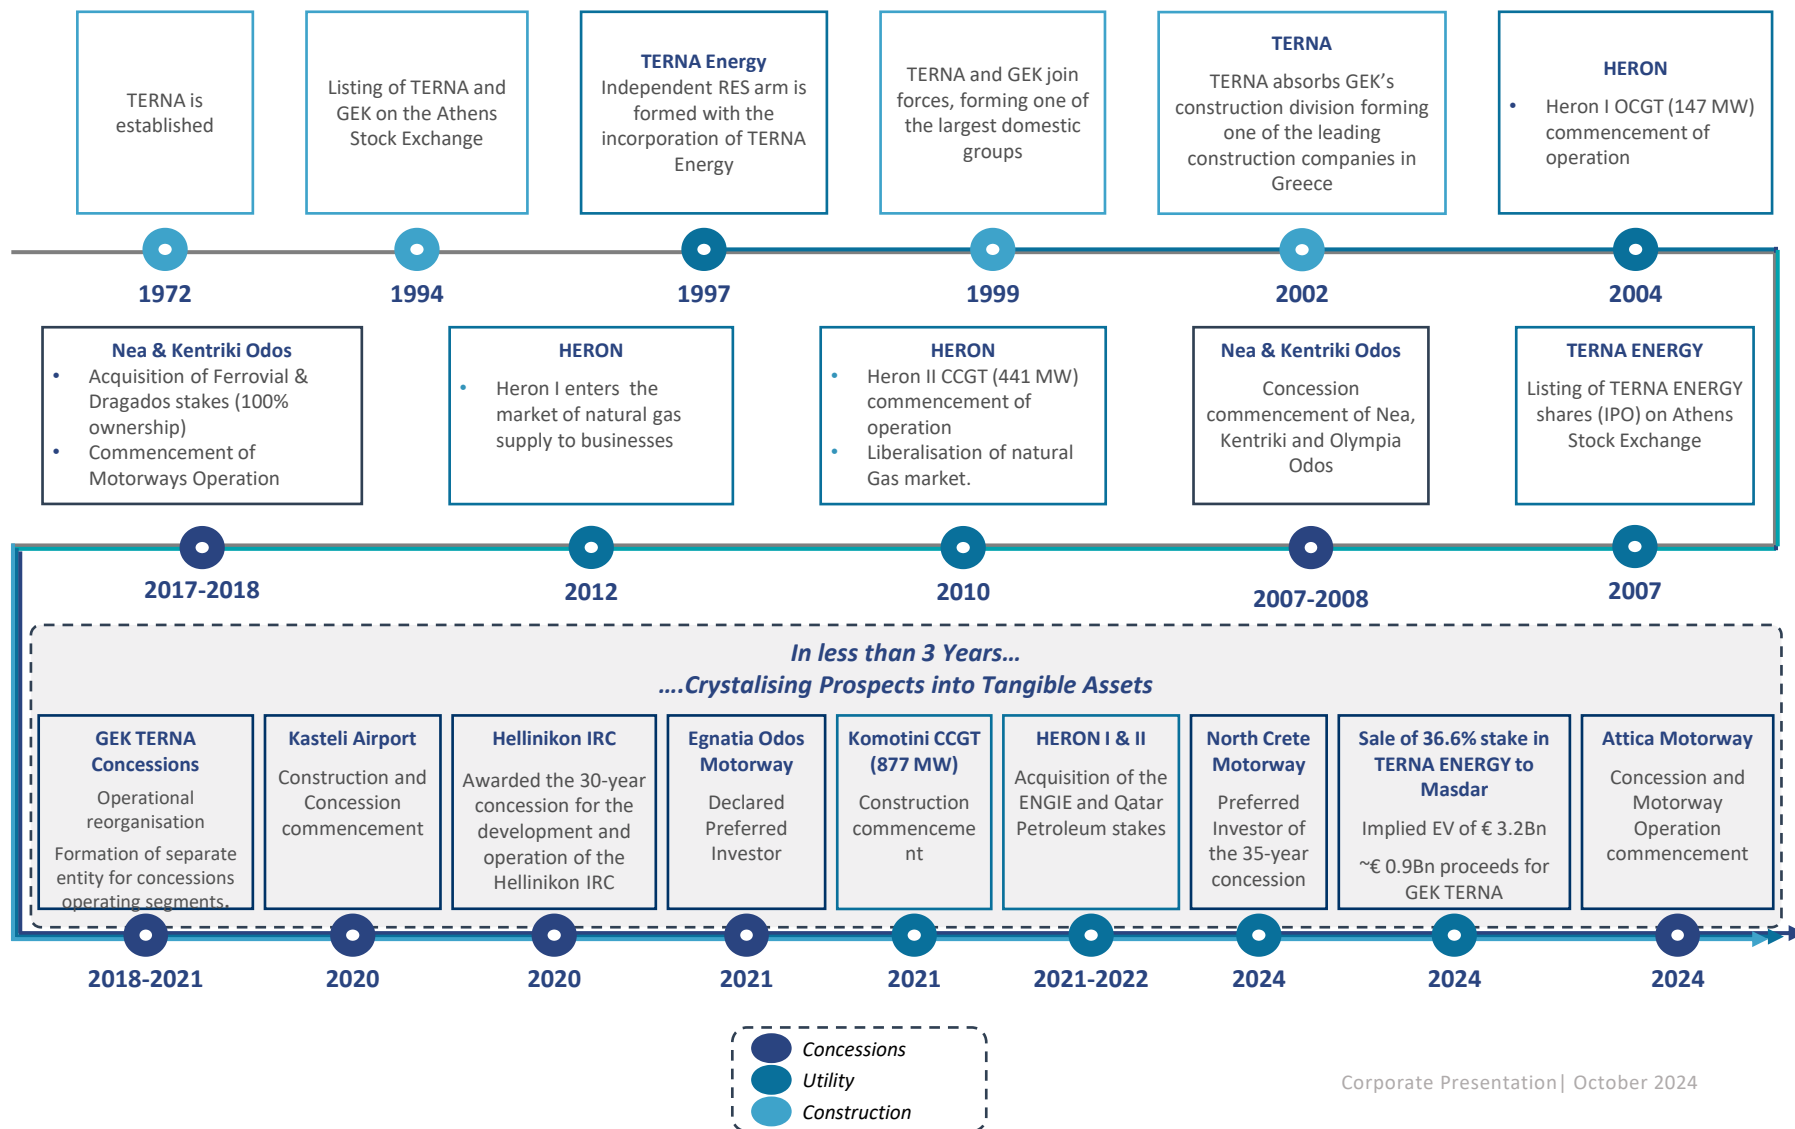 TERNA is
established
Listing of TERNA and
GEK on the Athens
Stock Exchange
TERNA Energy
Independent RES arm is
formed with the
incorporation of TERNA
Energy
TERNA and GEK join
forces, forming one of
the largest domestic
groups
TERNA
TERNA absorbs GEK’s
construction division forming
one of the leading
construction companies in
Greece
HERON
• Heron I OCGT (147 MW)
commencement of
operation
1972
1994
1997
1999
2002
2004
Nea & Kentriki Odos
• Acquisition of Ferrovial &
Dragados stakes (100%
ownership)
• Commencement of
Motorways Operation
HERON
• Heron I enters the
market of natural gas
supply to businesses
HERON
• Heron II CCGT (441 MW)
commencement of
operation
• Liberalisation of natural
Gas market.
Nea & Kentriki Odos
Concession
commencement of Nea,
Kentriki and Olympia
Odos
TERNA ENERGY
Listing of TERNA ENERGY
shares (IPO) on Athens
Stock Exchange
2017-2018
2012
2010
2007-2008
2007
In less than 3 Years...
....Crystalising Prospects into Tangible Assets
GEK TERNA
Concessions
Operational
reorganisation
Formation of separate
entity for concessions
operating segments.
Kasteli Airport
Construction and
Concession
commencement
Hellinikon IRC
Awarded the 30-year
concession for the
development and
operation of the
Hellinikon IRC
Egnatia Odos
Motorway
Declared
Preferred
Investor
Komotini CCGT
(877 MW)
Construction
commenceme
nt
HERON I & II
Acquisition of the
ENGIE and Qatar
Petroleum stakes
North Crete
Motorway
Preferred
Investor of
the 35-year
concession
Sale of 36.6% stake in
TERNA ENERGY to
Masdar
Implied EV of € 3.2Bn
~€ 0.9Bn proceeds for
GEK TERNA
Attica Motorway
Concession and
Motorway
Operation
commencement
2018-2021
2020
2020
2021
2021
2021-2022
2024
2024
2024
Concessions
Utility
Construction
Corporate Presentation| October 2024